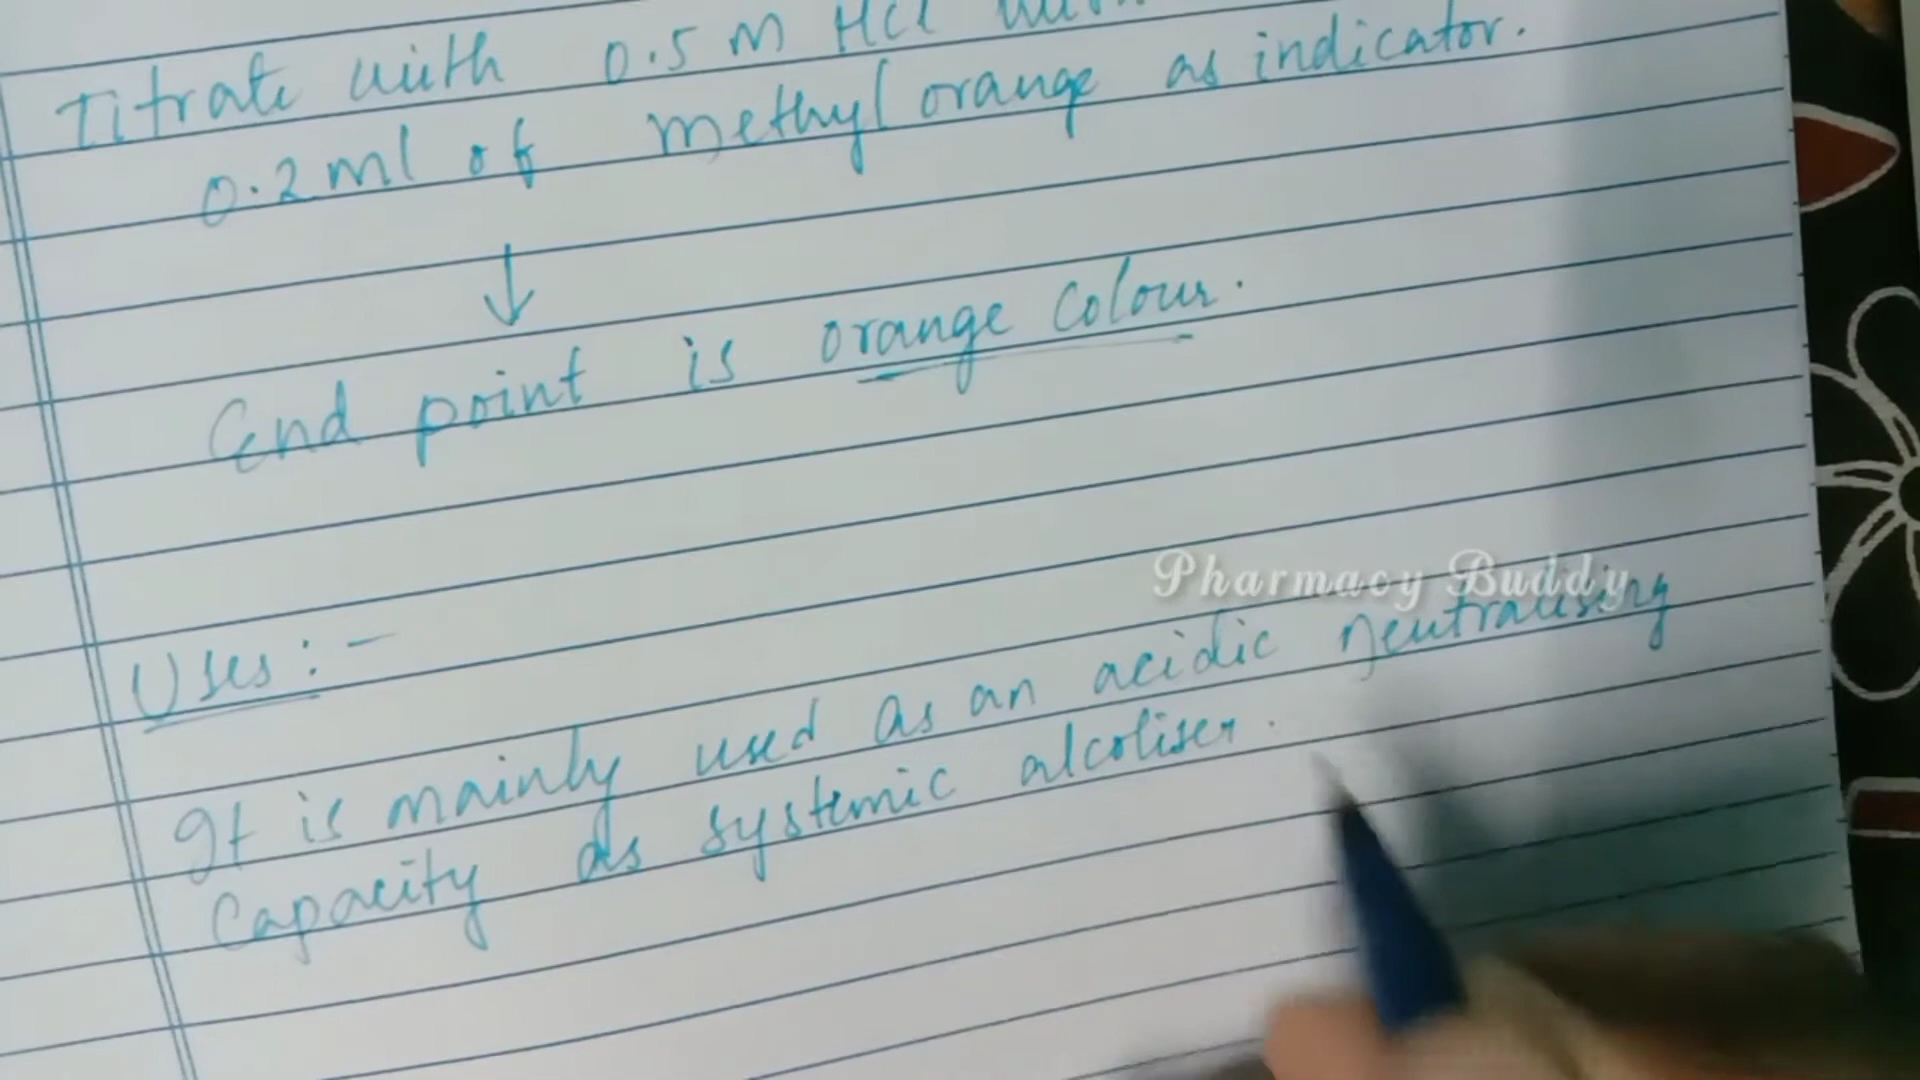 Titrate with 0.5 M HCl with
0.2 ml of methyl orange as indicator.
↓
End point is orange colour.
Pharmacy Buddy
Uses :-
It is mainly used as an acidic neutralising
Capacity as systemic alcoliser.